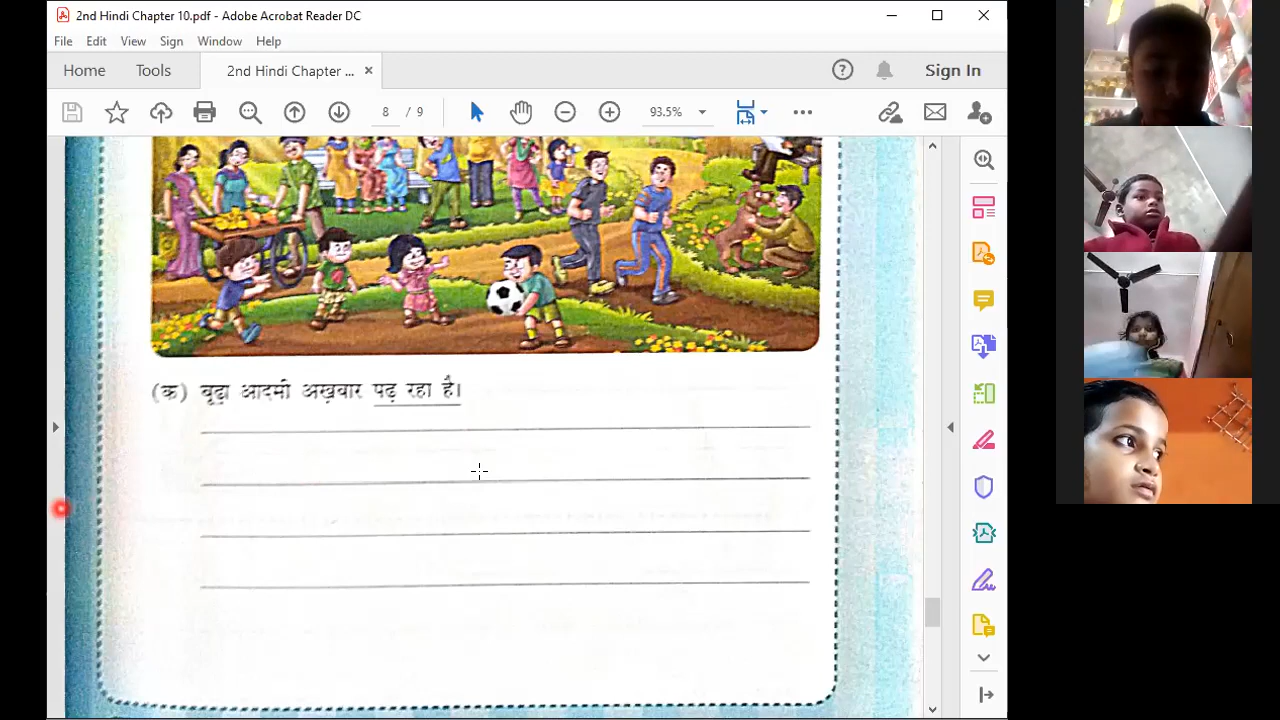 2nd Hindi Chapter 10.pdf - Adobe Acrobat Reader DC
File Edit View Sign Window Help
Home Tools 2nd Hindi Chapter ... × Sign In
8 / 9 93.5%
(क) बूढ़ा आदमी अख़बार पढ़ रहा है।